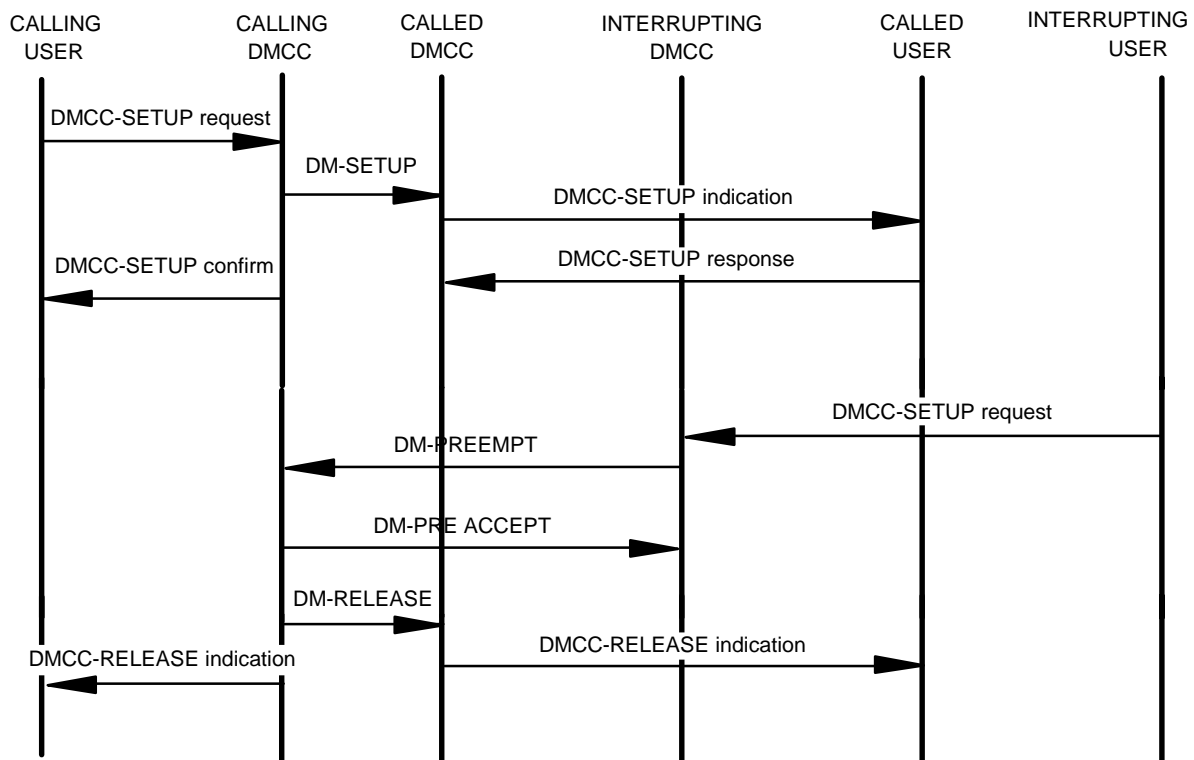 CALLING
USER
CALLING
DMCC
CALLED
DMCC
INTERRUPTING
DMCC
CALLED
USER
INTERRUPTING
USER
DMCC-SETUP request
DM-SETUP
DMCC-SETUP indication
DMCC-SETUP confirm
DMCC-SETUP response
DMCC-SETUP request
DM-PREEMPT
DM-PRE ACCEPT
DM-RELEASE
DMCC-RELEASE indication
DMCC-RELEASE indication